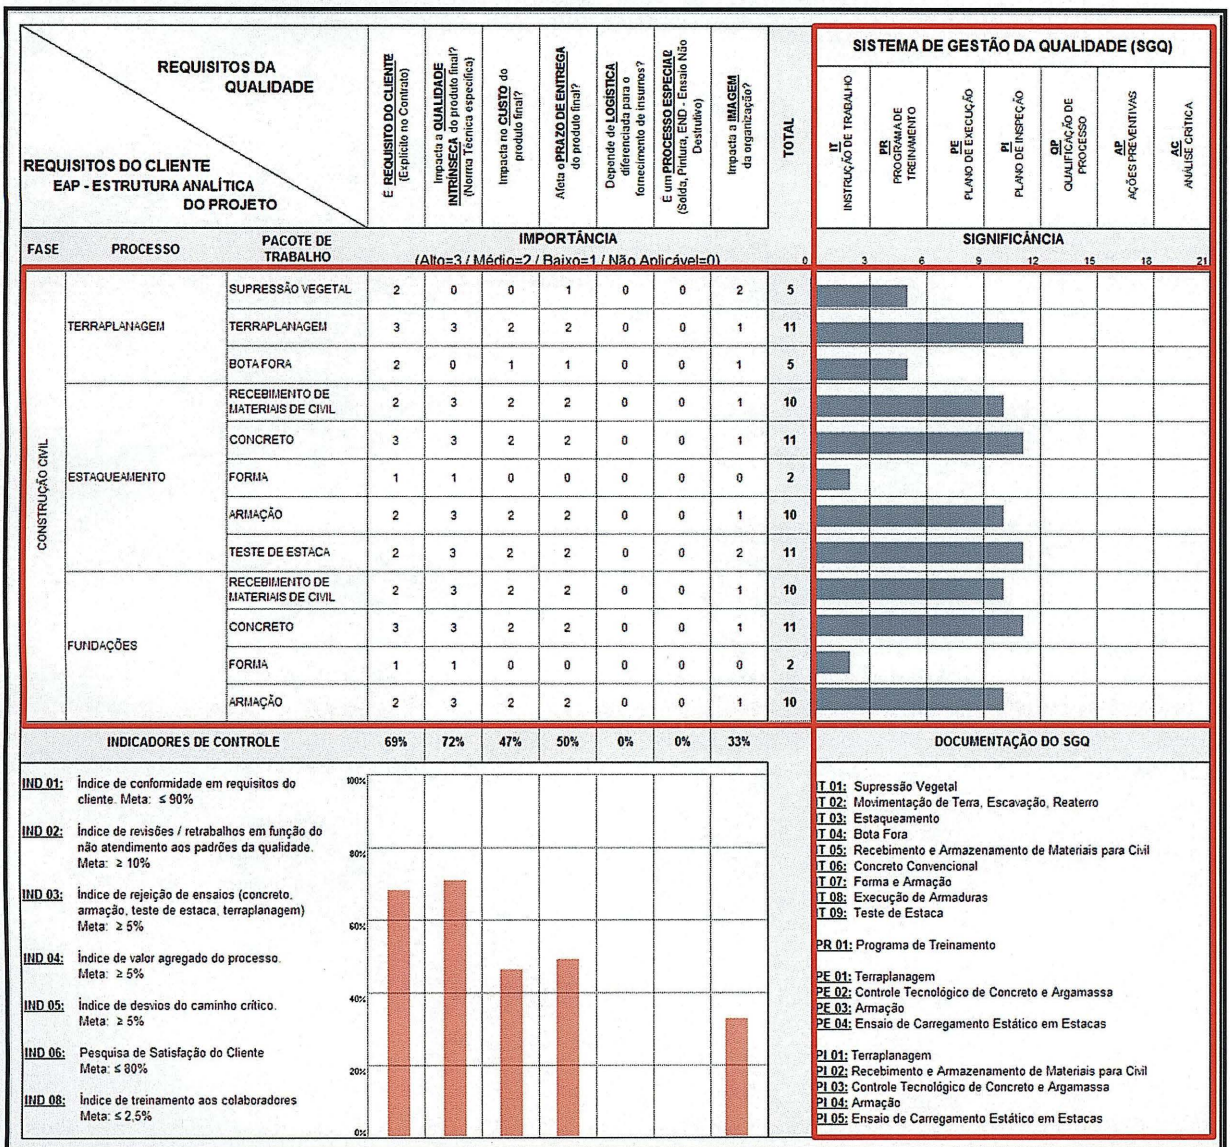 REQUISITOS DA
QUALIDADE
REQUISITOS DO CLIENTE
EAP - ESTRUTURA ANALÍTICA
DO PROJETO
É REQUISITO DO CLIENTE
(Explícito no Contrato)
Impacta a QUALIDADE
INTRÍNSECA do produto final?
(Norma Técnica específica)
Impacta no CUSTO do
produto final?
Afeta o PRAZO DE ENTREGA
do produto final?
Depende de LOGÍSTICA
diferenciada para o
fornecimento de insumos?
É um PROCESSO ESPECIAL?
(Solda, Pintura, END - Ensaio Não
Destrutivo)
Impacta a IMAGEM
da organização?
TOTAL
SISTEMA DE GESTÃO DA QUALIDADE (SGQ)
IT
INSTRUÇÃO DE TRABALHO
PR
PROGRAMA DE
TREINAMENTO
PE
PLANO DE EXECUÇÃO
PI
PLANO DE INSPEÇÃO
QP
QUALIFICAÇÃO DE
PROCESSO
AP
AÇÕES PREVENTIVAS
AC
ANÁLISE CRÍTICA
FASE PROCESSO PACOTE DE
TRABALHO
IMPORTÂNCIA
(Alto=3 / Médio=2 / Baixo=1 / Não Aplicável=0)
SIGNIFICÂNCIA
0 3 6 9 12 15 18 21
CONSTRUÇÃO CIVIL
TERRAPLANAGEM
SUPRESSÃO VEGETAL 2 0 0 1 0 0 2 5
TERRAPLANAGEM 3 3 2 2 0 0 1 11
BOTA FORA 2 0 1 1 0 0 1 5
ESTAQUEAMENTO
RECEBIMENTO DE
MATERIAIS DE CIVIL 2 3 2 2 0 0 1 10
CONCRETO 3 3 2 2 0 0 1 11
FORMA 1 1 0 0 0 0 0 2
ARMAÇÃO 2 3 2 2 0 0 1 10
TESTE DE ESTACA 2 3 2 2 0 0 2 11
FUNDAÇÕES
RECEBIMENTO DE
MATERIAIS DE CIVIL 2 3 2 2 0 0 1 10
CONCRETO 3 3 2 2 0 0 1 11
FORMA 1 1 0 0 0 0 0 2
ARMAÇÃO 2 3 2 2 0 0 1 10
INDICADORES DE CONTROLE 69% 72% 47% 50% 0% 0% 33%
IND 01: Índice de conformidade em requisitos do
cliente. Meta: ≤ 90%
IND 02: Índice de revisões / retrabalhos em função do
não atendimento aos padrões da qualidade.
Meta: ≥ 10%
IND 03: Índice de rejeição de ensaios (concreto,
armação, teste de estaca, terraplanagem)
Meta: ≥ 5%
IND 04: Índice de valor agregado do processo.
Meta: ≥ 5%
IND 05: Índice de desvios do caminho crítico.
Meta: ≥ 5%
IND 06: Pesquisa de Satisfação do Cliente
Meta: ≤ 80%
IND 08: Índice de treinamento aos colaboradores
Meta: ≤ 2,5%
100%
80%
60%
40%
20%
0%
DOCUMENTAÇÃO DO SGQ
IT 01: Supressão Vegetal
IT 02: Movimentação de Terra, Escavação, Reaterro
IT 03: Estaqueamento
IT 04: Bota Fora
IT 05: Recebimento e Armazenamento de Materiais para Civil
IT 06: Concreto Convencional
IT 07: Forma e Armação
IT 08: Execução de Armaduras
IT 09: Teste de Estaca
PR 01: Programa de Treinamento
PE 01: Terraplanagem
PE 02: Controle Tecnológico de Concreto e Argamassa
PE 03: Armação
PE 04: Ensaio de Carregamento Estático em Estacas
PI 01: Terraplanagem
PI 02: Recebimento e Armazenamento de Materiais para Civil
PI 03: Controle Tecnológico de Concreto e Argamassa
PI 04: Armação
PI 05: Ensaio de Carregamento Estático em Estacas